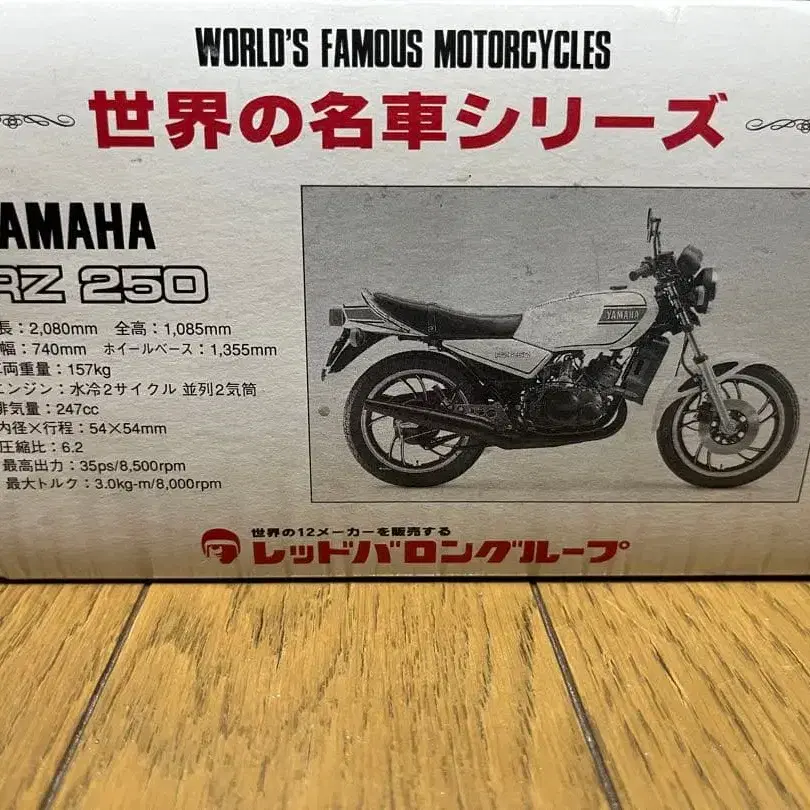 WORLD'S FAMOUS MOTORCYCLES
世界の名車シリーズ
YAMAHA
RZ 250
長：2,080mm 全高：1,085mm
幅：740mm ホイールベース：1,355mm
車両重量：157kg
エンジン：水冷2サイクル 並列2気筒
排気量：247cc
内径×行程：54×54mm
圧縮比：6.2
最高出力：35ps/8,500rpm
最大トルク：3.0kg-m/8,000rpm
YAMAHA
世界の12メーカーを販売する
レッドバロングループ